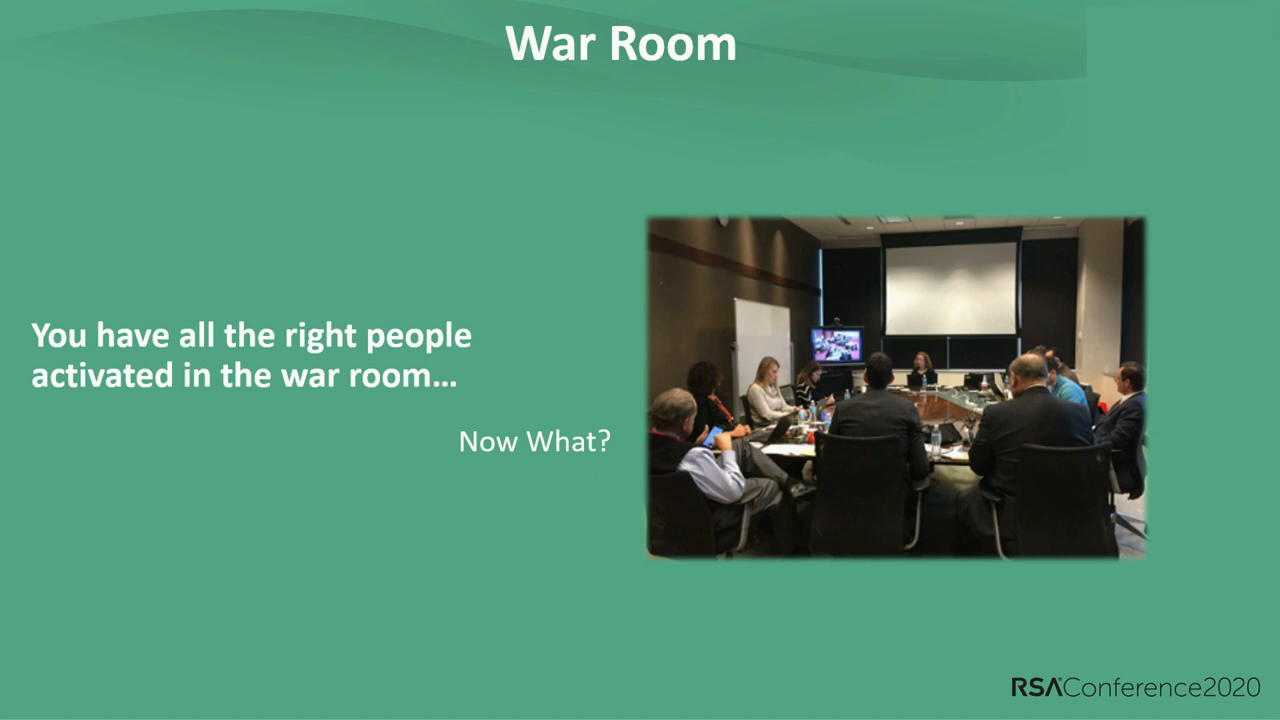 War Room
You have all the right people
activated in the war room…
Now What?
RSAConference2020